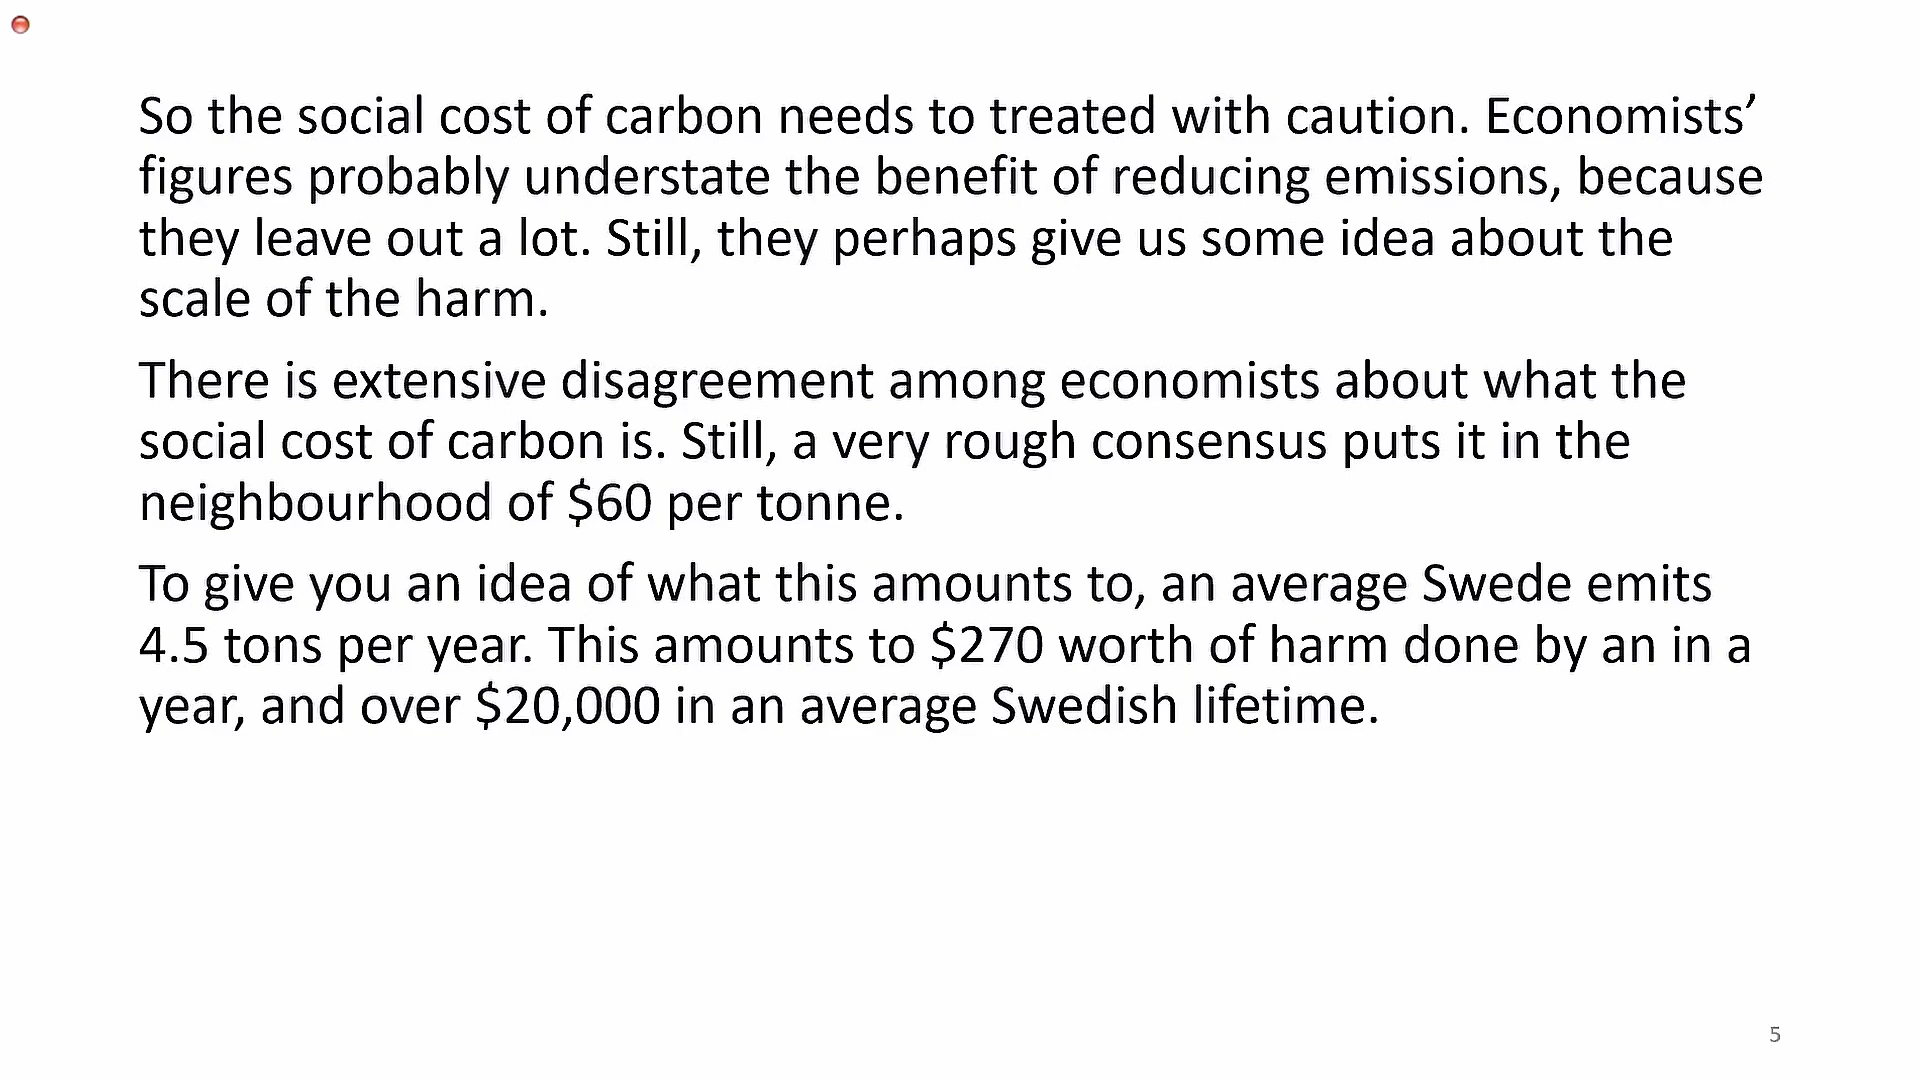 So the social cost of carbon needs to treated with caution. Economists’
figures probably understate the benefit of reducing emissions, because
they leave out a lot. Still, they perhaps give us some idea about the
scale of the harm.
There is extensive disagreement among economists about what the
social cost of carbon is. Still, a very rough consensus puts it in the
neighbourhood of $60 per tonne.
To give you an idea of what this amounts to, an average Swede emits
4.5 tons per year. This amounts to $270 worth of harm done by an in a
year, and over $20,000 in an average Swedish lifetime.
5